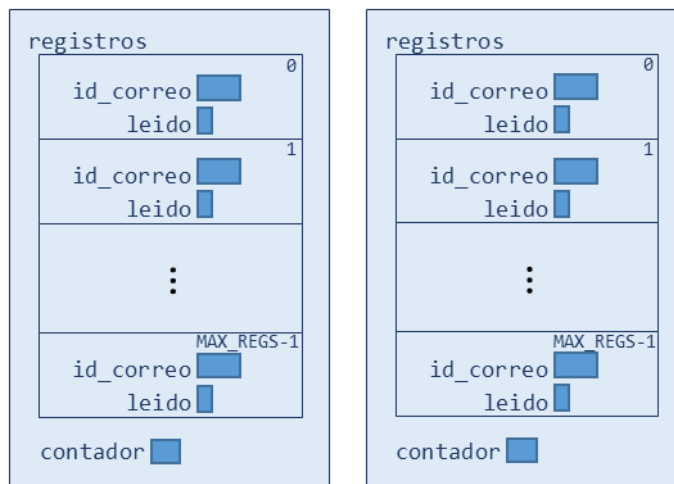 registros
0
id_correo
leido
1
id_correo
leido
⋮
MAX_REGS-1
id_correo
leido
contador
registros
0
id_correo
leido
1
id_correo
leido
⋮
MAX_REGS-1
id_correo
leido
contador